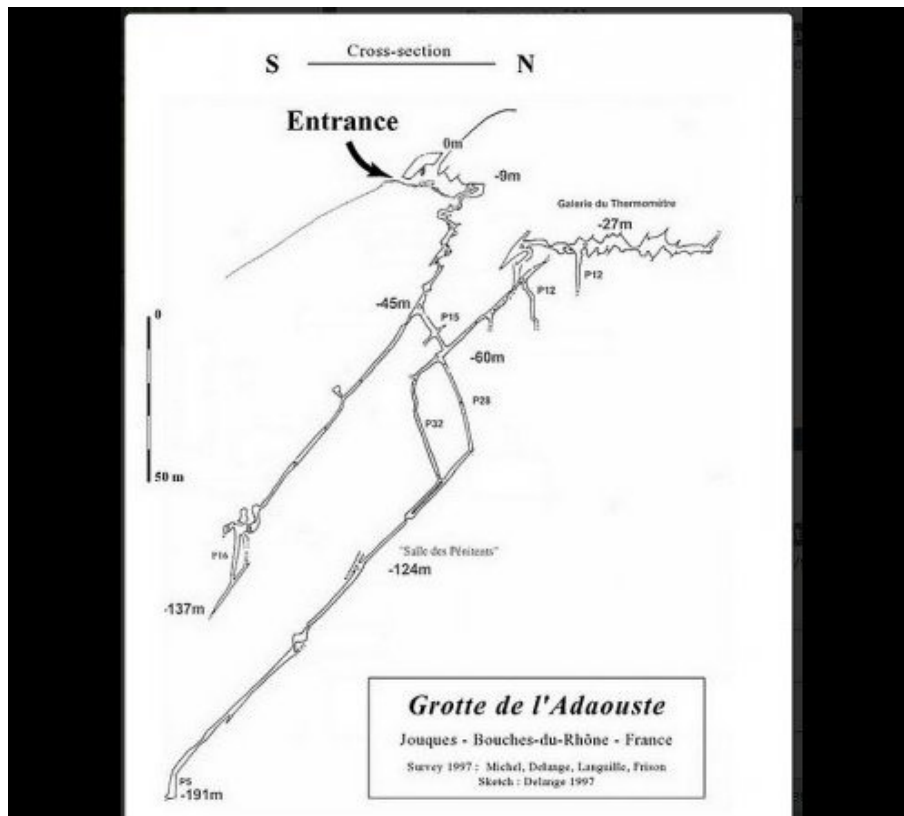 Cross-section
S N
Entrance
0m
-9m
Galerie du Thermomètre
-27m
P12
P12
-45m
P15
0
-60m
P28
P32
50 m
P16
"Salle des Pénitents"
-124m
-137m
Grotte de l'Adaouste
Jouques - Bouches-du-Rhône - France
Survey 1997 : Michel, Delange, Languille, Frison
Sketch : Delange 1997
P5
-191m